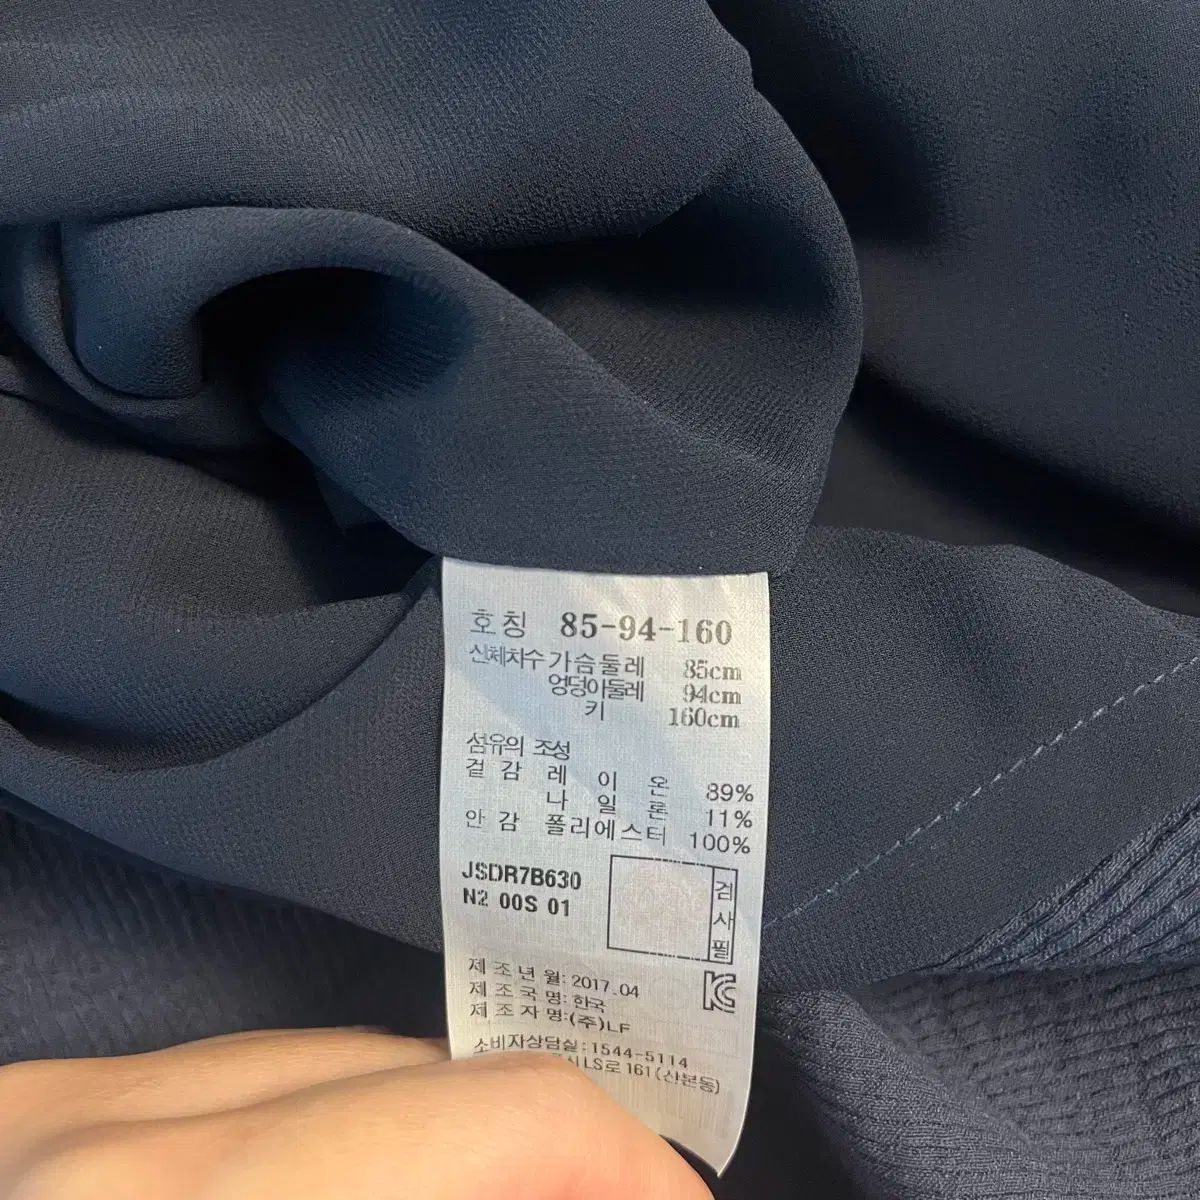 호칭 85-94-160
신체치수 가슴둘레 85cm
엉덩이둘레 94cm
키 160cm
섬유의 조성
겉감 레이온 89%
나일론 11%
안감 폴리에스터 100%
JSDR7B630
N2 00S 01
검사필
제조년월: 2017.04
제조국명: 한국
제조자명:(주)LF
소비자상담실:1544-5114
LS로 161(산본동)